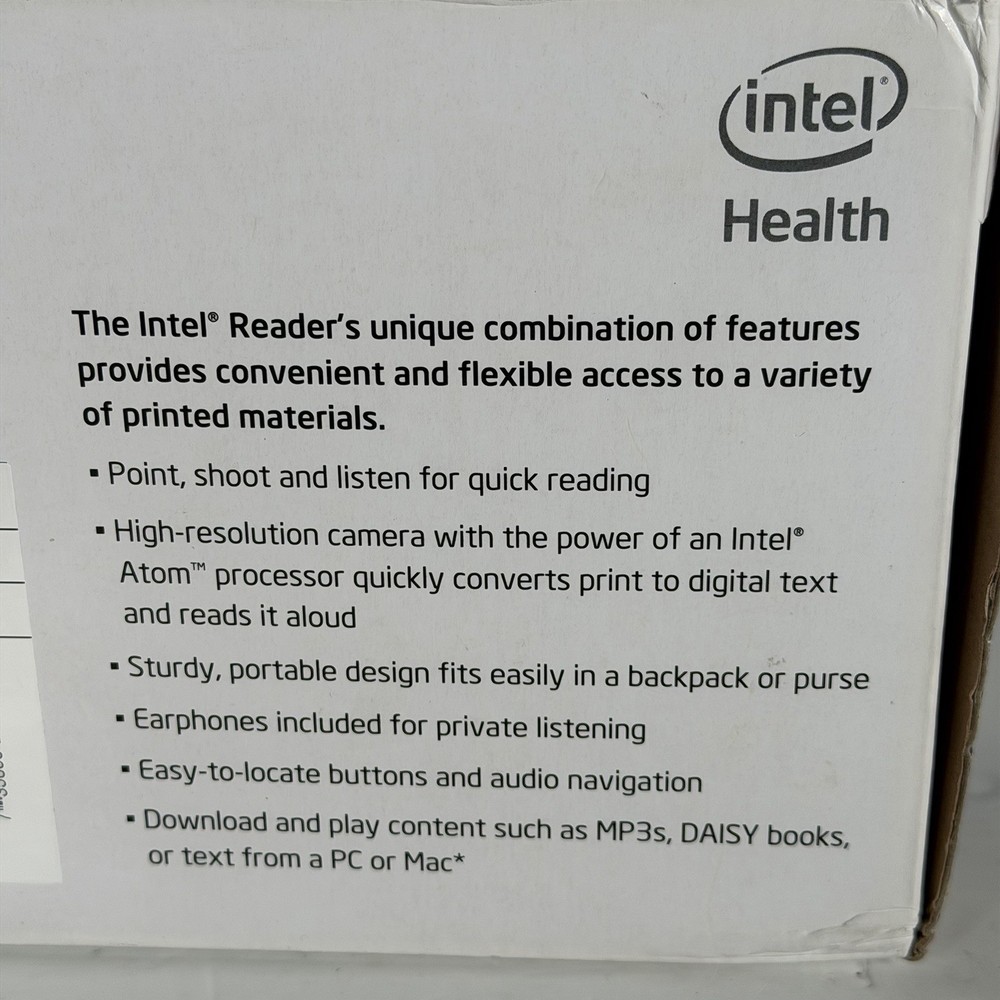 intel®
Health
The Intel® Reader's unique combination of features
provides convenient and flexible access to a variety
of printed materials.
▪ Point, shoot and listen for quick reading
▪ High-resolution camera with the power of an Intel®
Atom™ processor quickly converts print to digital text
and reads it aloud
▪ Sturdy, portable design fits easily in a backpack or purse
▪ Earphones included for private listening
▪ Easy-to-locate buttons and audio navigation
▪ Download and play content such as MP3s, DAISY books,
or text from a PC or Mac*